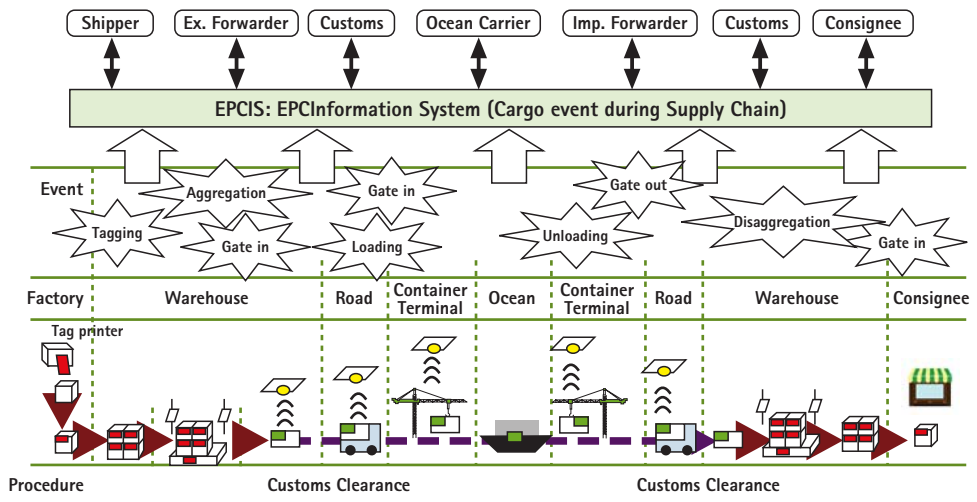 Shipper
Ex. Forwarder
Customs
Ocean Carrier
Imp. Forwarder
Customs
Consignee
EPCIS: EPCInformation System (Cargo event during Supply Chain)
Event
Aggregation
Gate in
Gate out
Tagging
Gate in
Loading
Unloading
Disaggregation
Gate in
Factory
Warehouse
Road
Container
Terminal
Ocean
Container
Terminal
Road
Warehouse
Consignee
Tag printer
Procedure
Customs Clearance
Customs Clearance